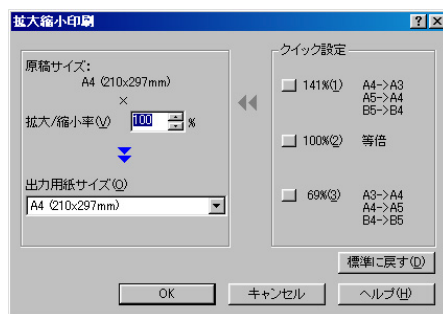 拡大縮小印刷
原稿サイズ:
A4 (210x297mm)
×
拡大/縮小率(V) 100 %
出力用紙サイズ(O)
A4 (210x297mm)
クイック設定
141%(1) A4->A3
A5->A4
B5->B4
100%(2) 等倍
69%(3) A3->A4
A4->A5
B4->B5
標準に戻す(D)
OK キャンセル ヘルプ(H)